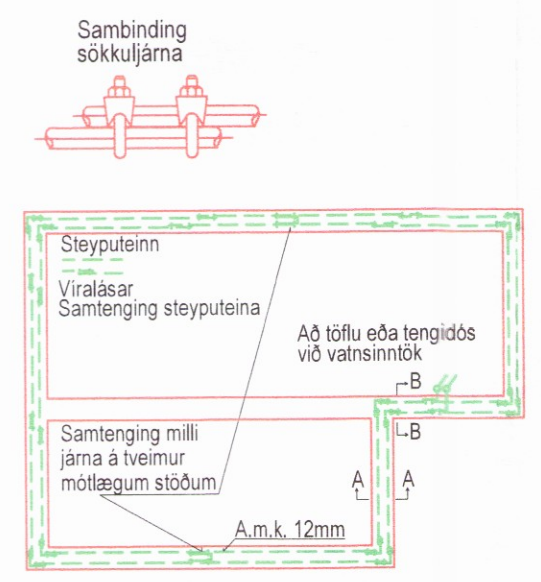 Sambinding
sökkuljárna
Steyputeinn
Víralásar
Samtenging steyputeina
Að töflu eða tengidós
við vatnsinntök
B
B
Samtenging milli
járna á tveimur
mótlægum stöðum
A A
A.m.k. 12mm